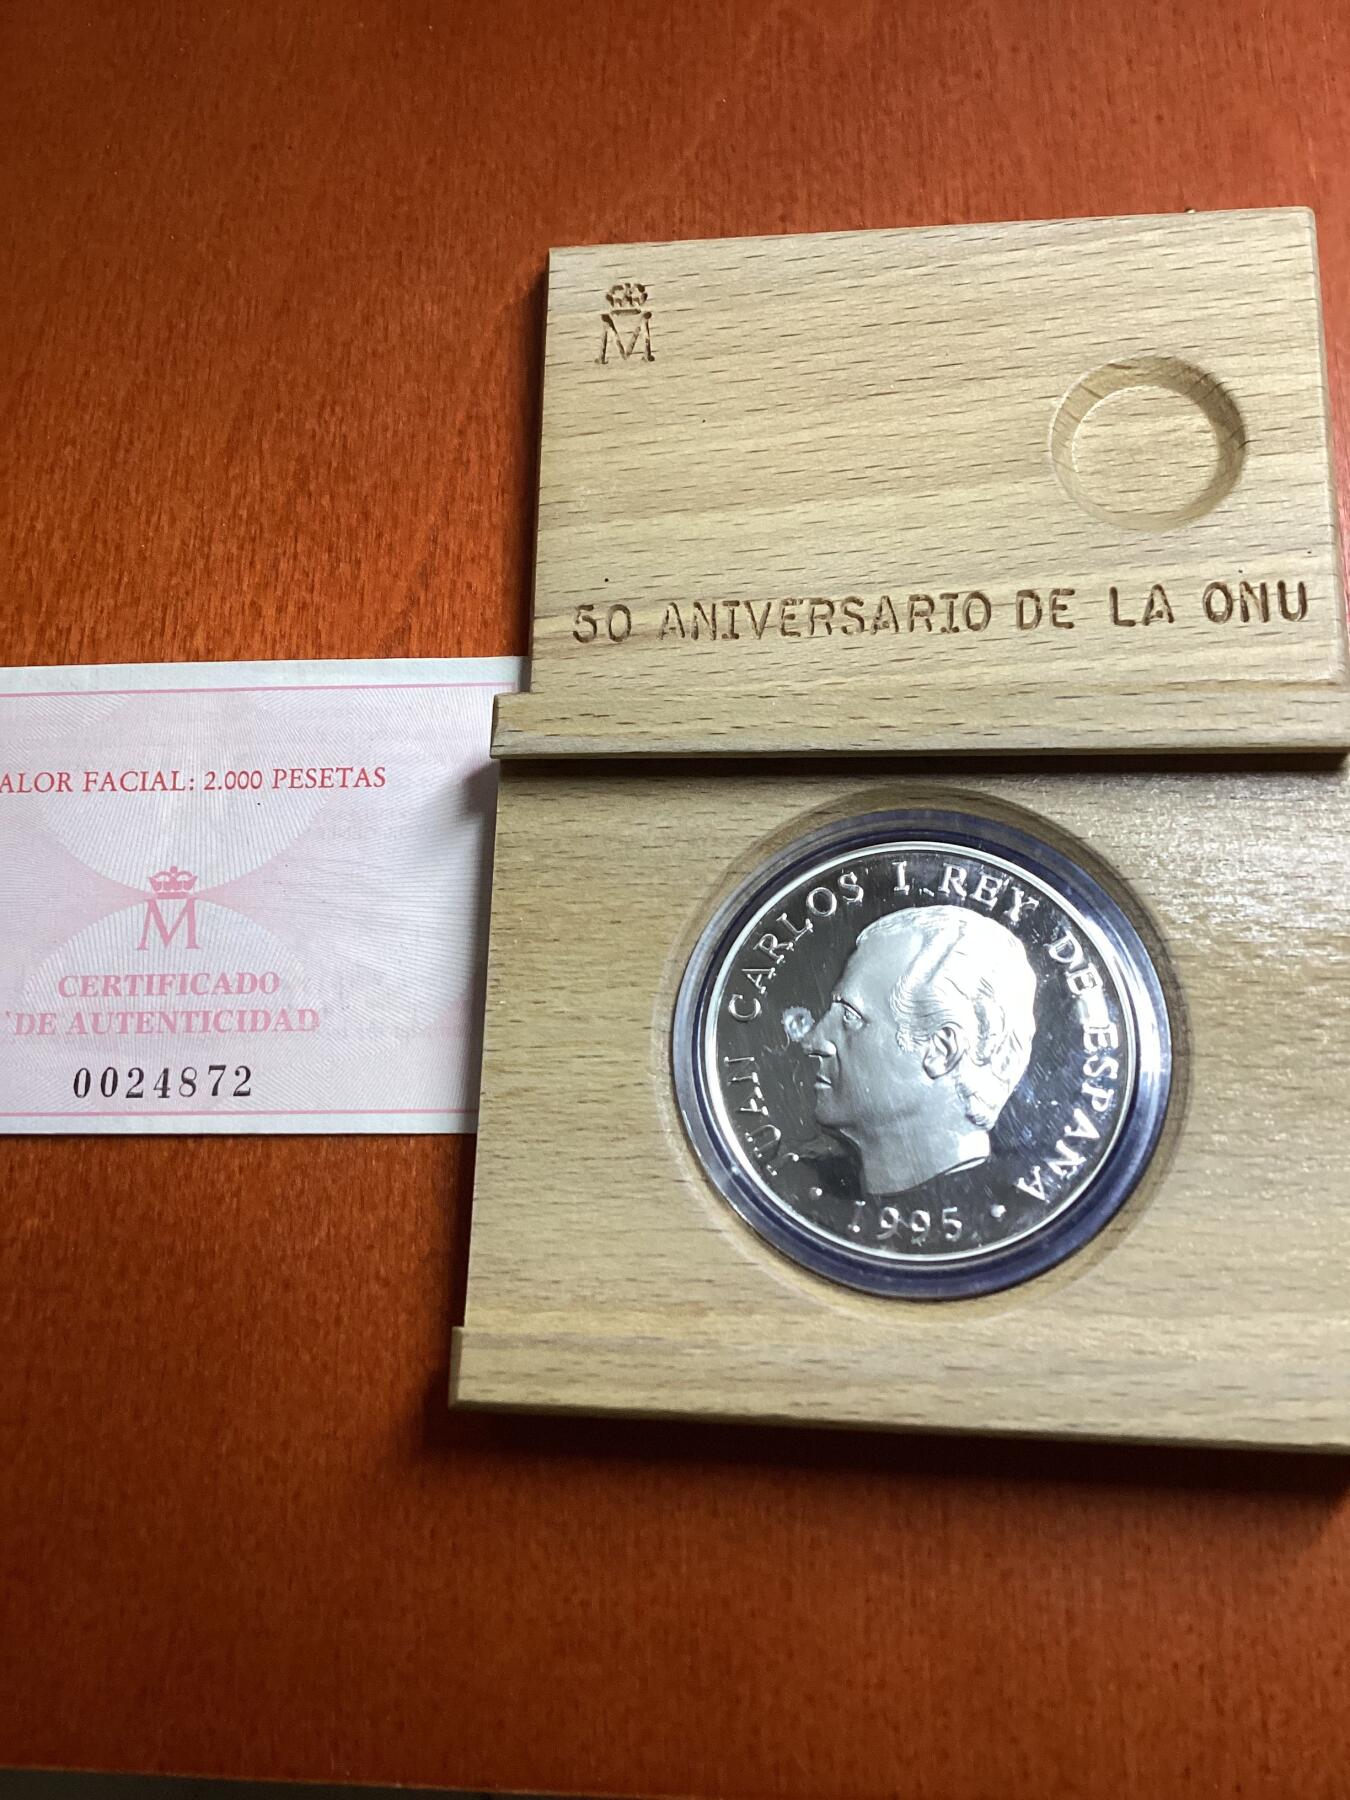 M
50 ANIVERSARIO DE LA ONU
ALOR FACIAL: 2.000 PESETAS
M
CERTIFICADO
DE AUTENTICIDAD
0024872
JUAN CARLOS I REY DE ESPAÑA
• 1995 •